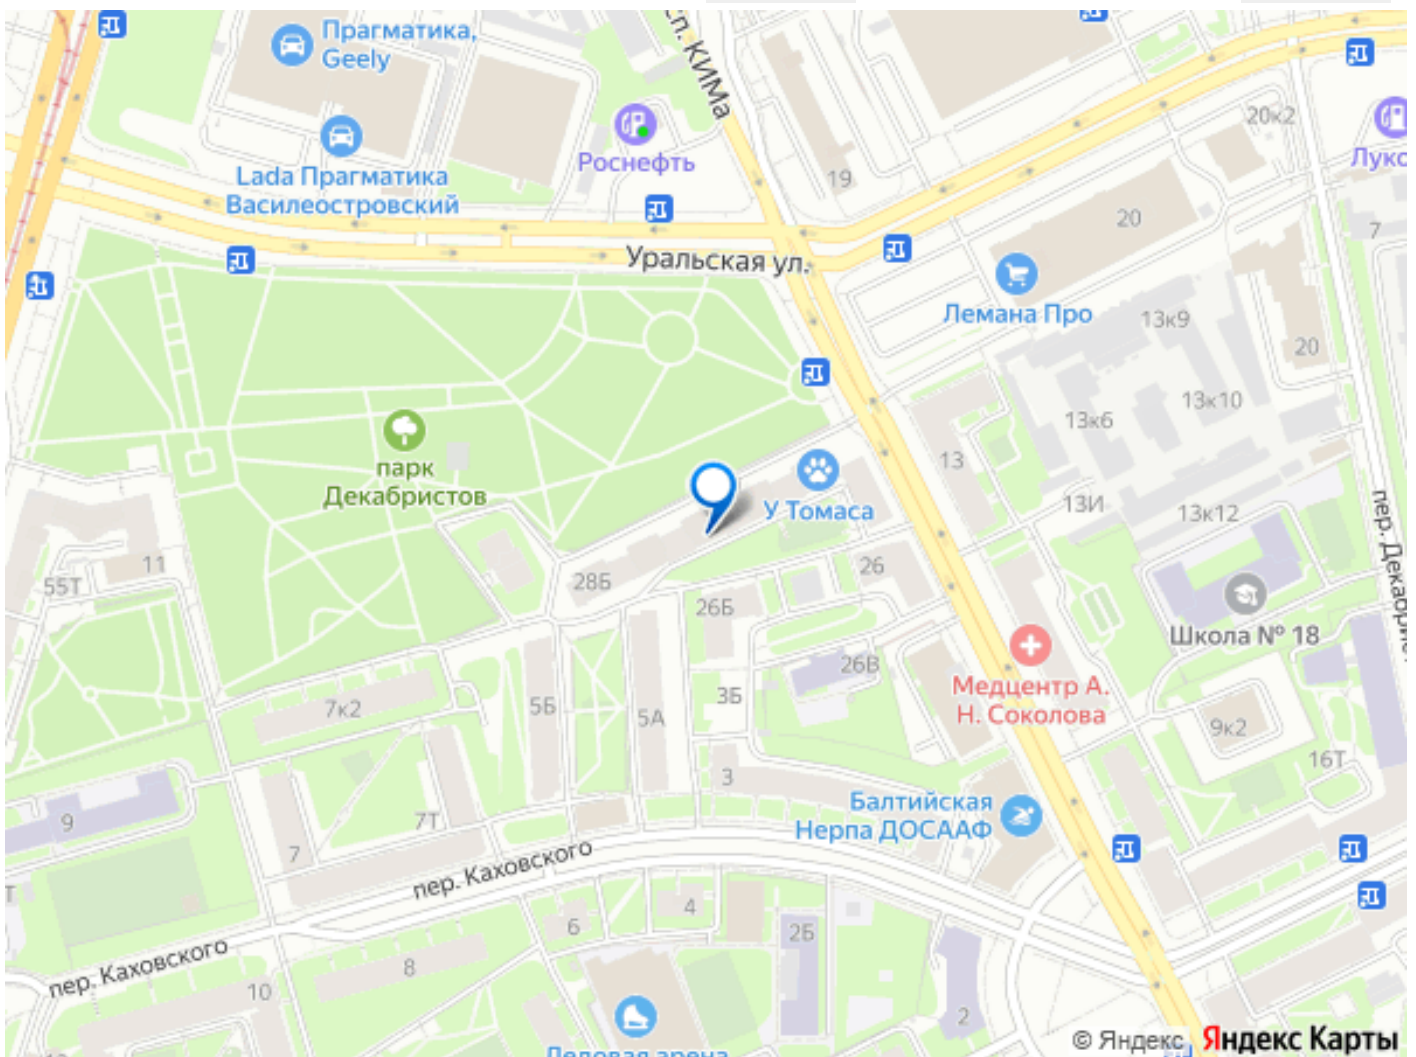 Прагматика,
Geely
сп. КИМа
Роснефть
Lada Прагматика
Василеостровский
19
20к2
Луко
20
7
Уральская ул.
Лемана Про
13к9
20
13к10
13к6
парк
Декабристов
13
У Томаса
13И
13к12
пер. Декабрист
55Т
11
28Б
26
26Б
Школа № 18
26В
Медцентр А.
Н. Соколова
7к2
5Б
5А
3Б
9к2
16Т
3
Балтийская
Нерпа ДОСААФ
9
7Т
7
пер. Каховского
Т
6
4
2Б
пер. Каховского
8
10
2
Ледовая арена
© Яндекс Яндекс Карты